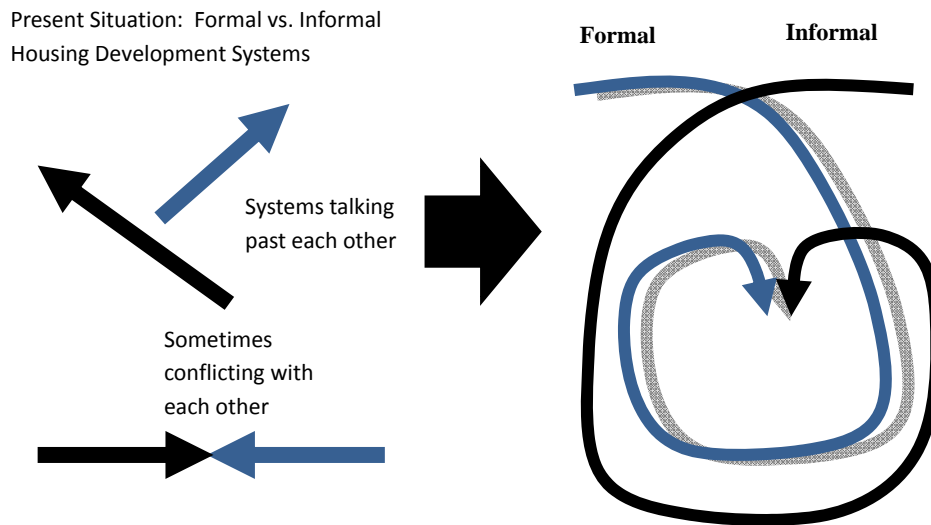 Present Situation:  Formal vs. Informal
Housing Development Systems
Formal
Informal
Systems talking
past each other
Sometimes
conflicting with
each other